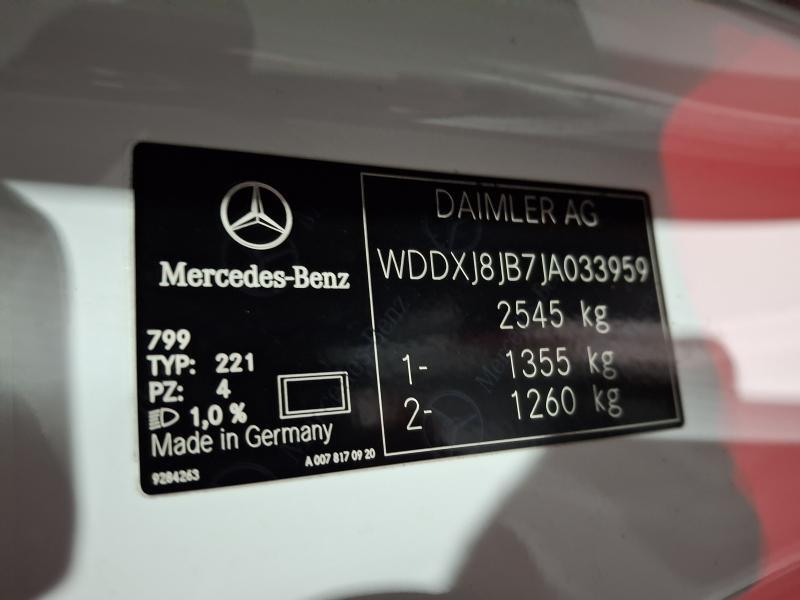 Mercedes-Benz
799
TYP: 221
PZ: 4
1,0 %
Made in Germany
9284263
A 007 817 09 20
DAIMLER AG
WDDXJ8JB7JA033959
2545 kg
1- 1355 kg
2- 1260 kg